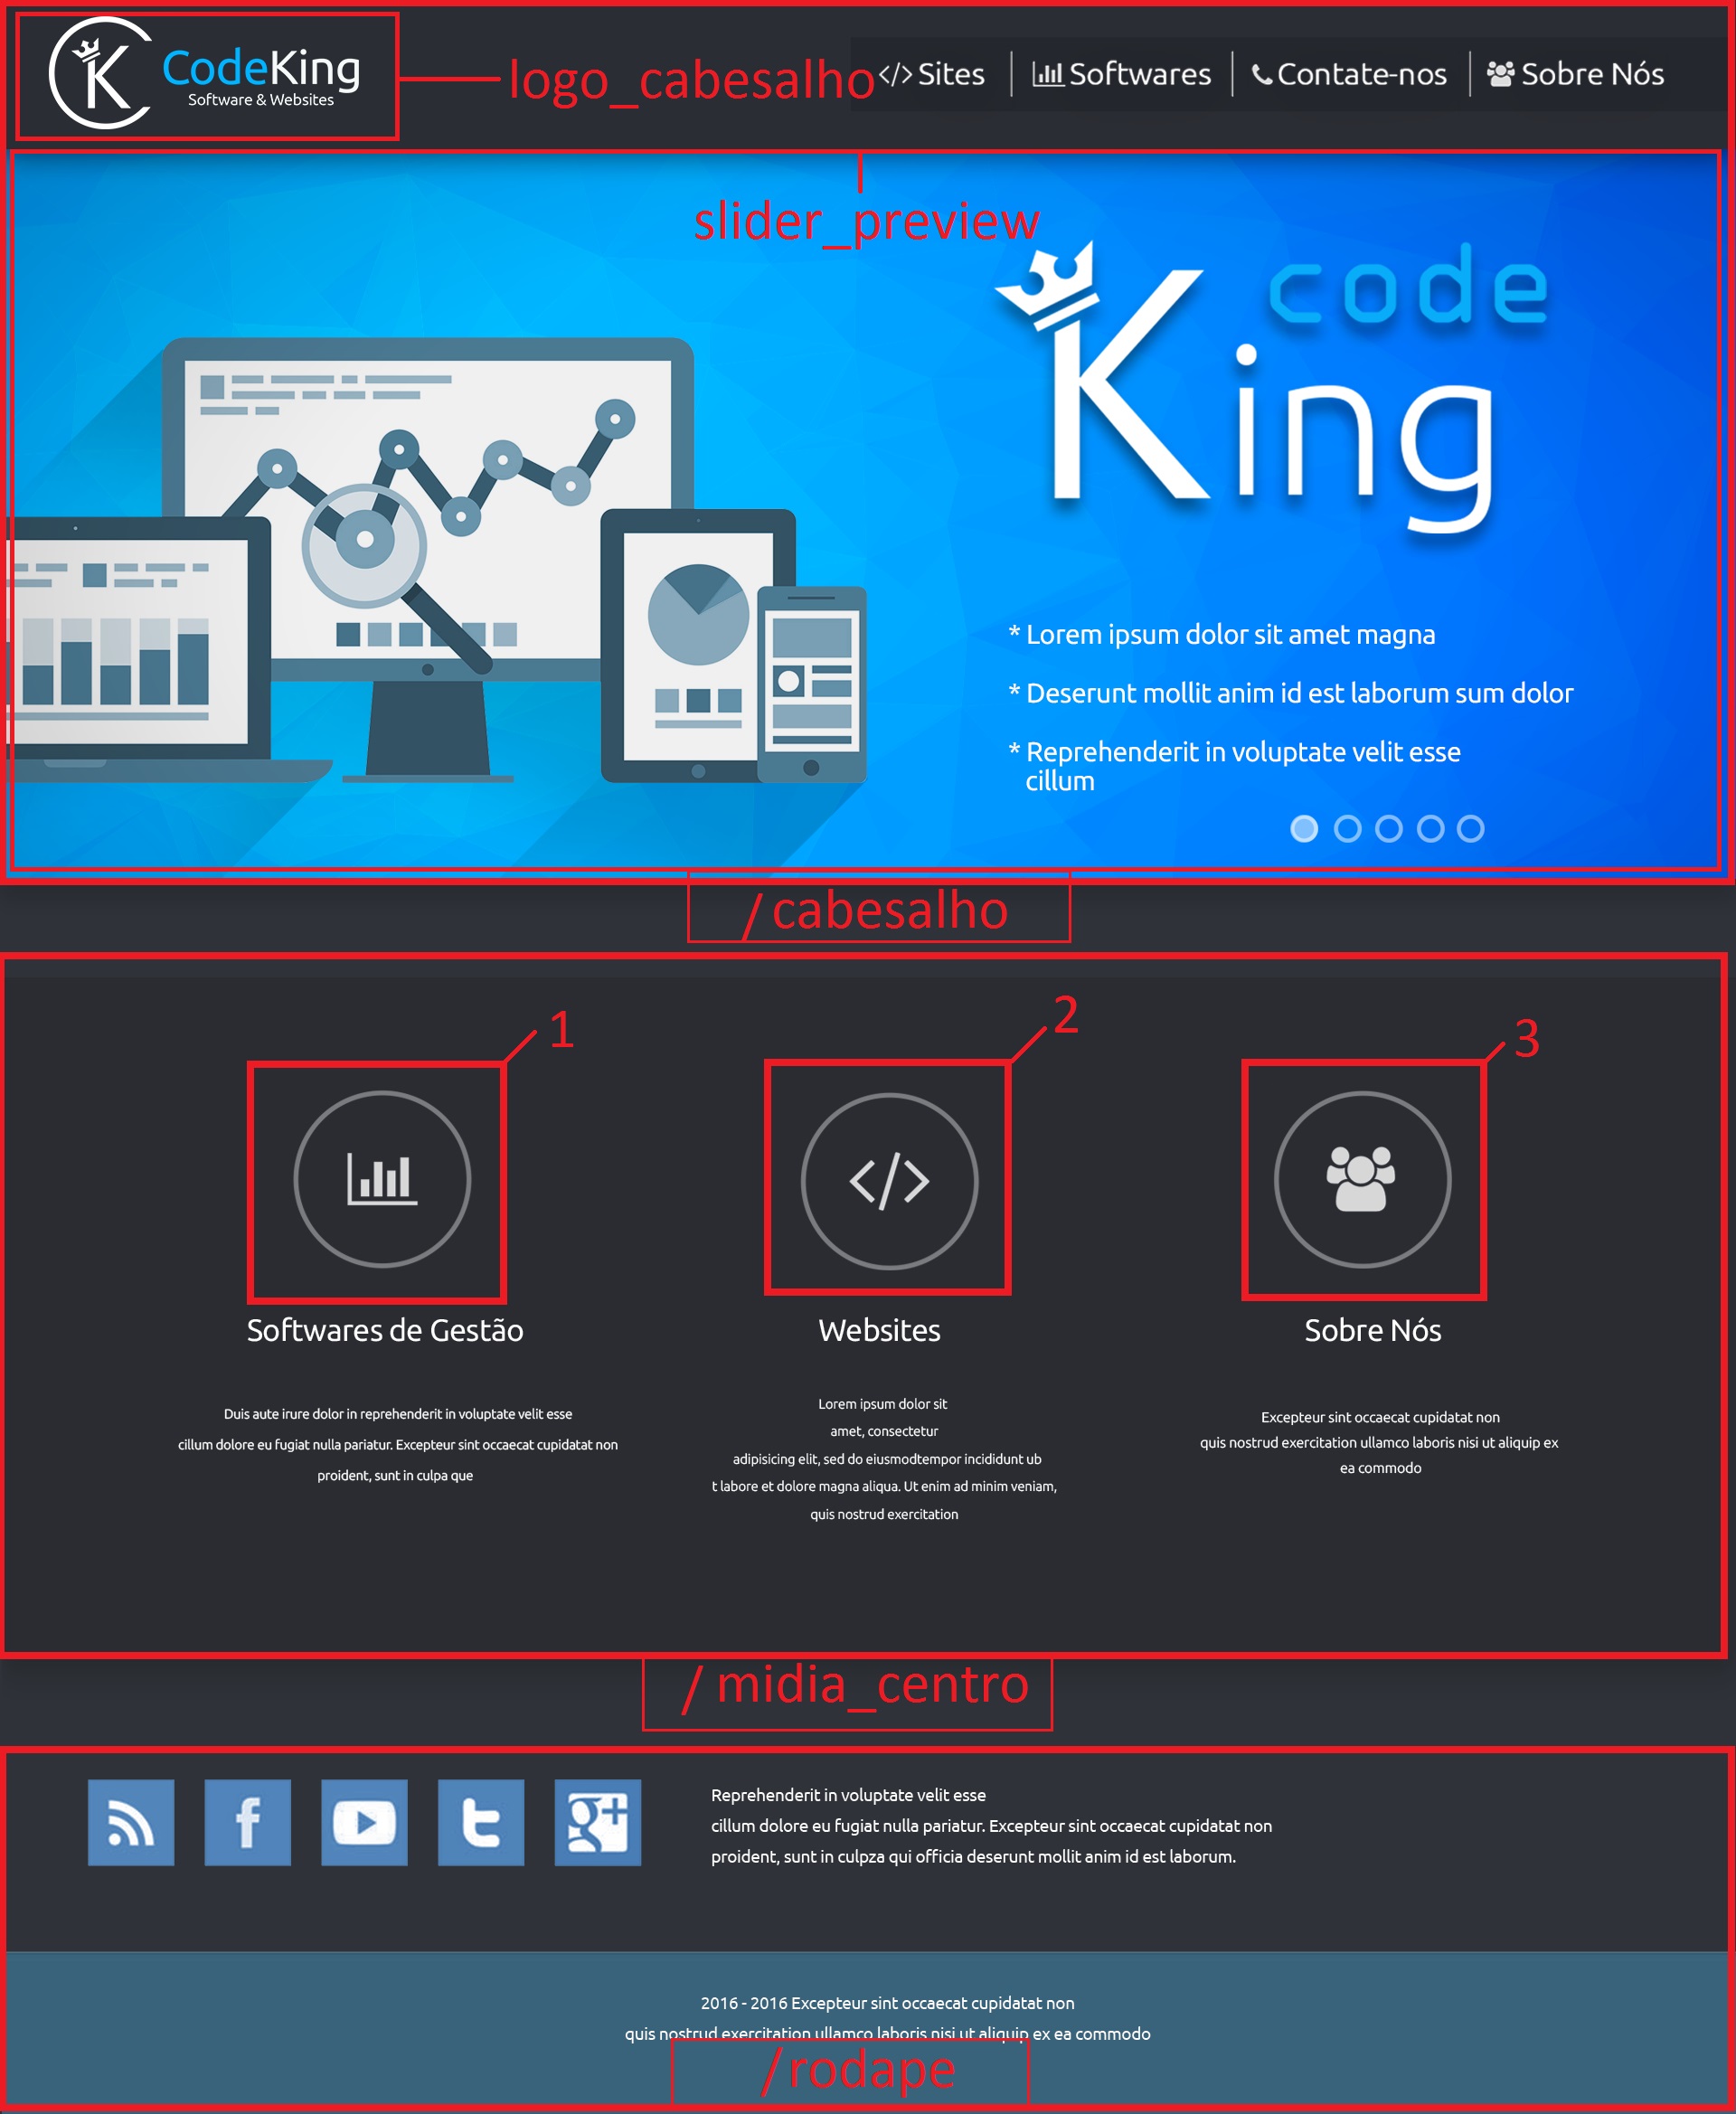 CodeKing
Software & Websites
logo_cabesalho
</> Sites
Softwares
Contate-nos
Sobre Nós
slider_preview
code
King
* Lorem ipsum dolor sit amet magna
* Deserunt mollit anim id est laborum sum dolor
* Reprehenderit in voluptate velit esse
cillum
/cabesalho
1
2
3
</>
Softwares de Gestão
Duis aute irure dolor in reprehenderit in voluptate velit esse
cillum dolore eu fugiat nulla pariatur. Excepteur sint occaecat cupidatat non
proident, sunt in culpa que
Websites
Lorem ipsum dolor sit
amet, consectetur
adipisicing elit, sed do eiusmodtempor incididunt ub
t labore et dolore magna aliqua. Ut enim ad minim veniam,
quis nostrud exercitation
Sobre Nós
Excepteur sint occaecat cupidatat non
quis nostrud exercitation ullamco laboris nisi ut aliquip ex
ea commodo
/ midia_centro
Reprehenderit in voluptate velit esse
cillum dolore eu fugiat nulla pariatur. Excepteur sint occaecat cupidatat non
proident, sunt in culpza qui officia deserunt mollit anim id est laborum.
2016 - 2016 Excepteur sint occaecat cupidatat non
quis nostrud exercitation ullamco laboris nisi ut aliquip ex ea commodo
/rodape